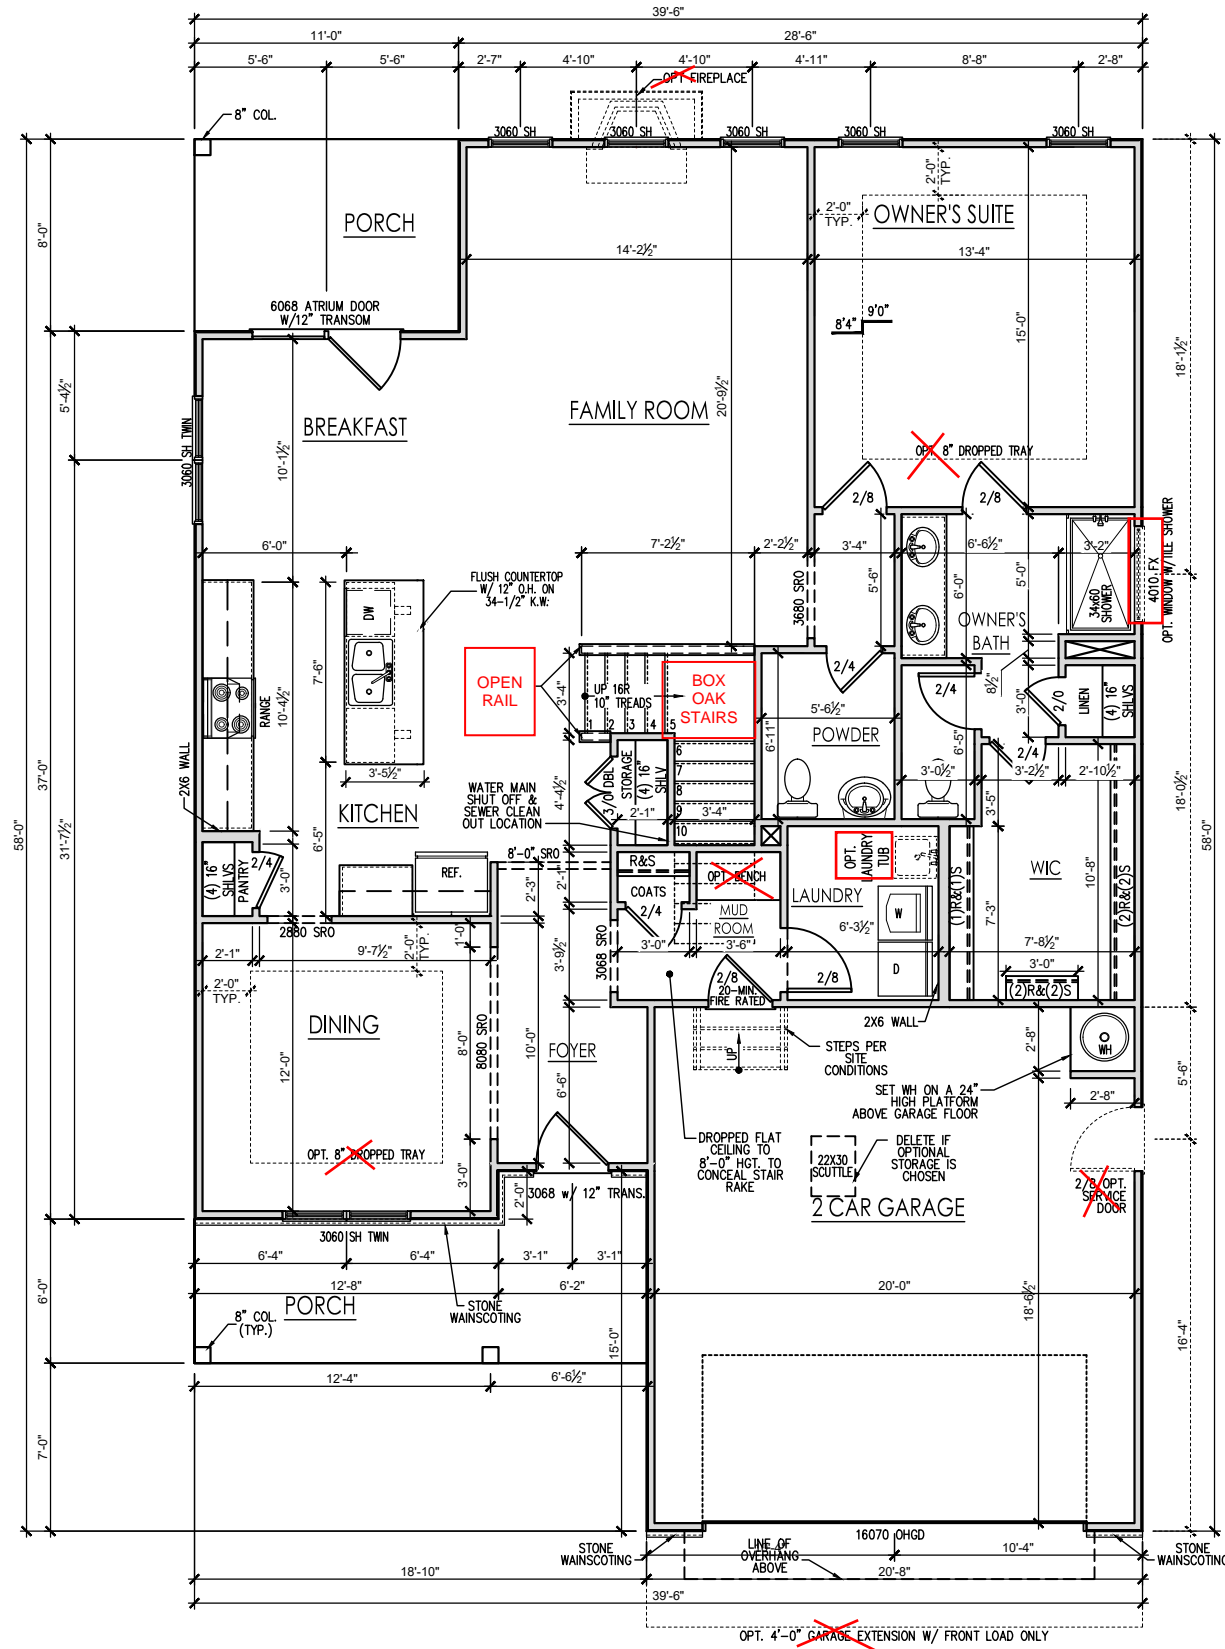 39'-6"
11'-0"
28'-6"
5'-6"
5'-6"
2'-7"
4'-10"
4'-10"
4'-11"
8'-8"
2'-8"
OPT FIREPLACE
8" COL.
3060 SH
3060 SH
3060 SH
3060 SH
3060 SH
2'-0"
TYP.
2'-0"
TYP.
PORCH
OWNER'S SUITE
8'-0"
14'-2½"
13'-4"
6068 ATRIUM DOOR
W/12" TRANSOM
9'0"
8'4"
15'-0"
18'-1½"
5'-4½"
20'-9½"
FAMILY ROOM
BREAKFAST
OPT. 8" DROPPED TRAY
3060 SH TWIN
10'-1½"
2/8
2/8
6'-0"
7'-2½"
2'-2½"
3'-4"
6'-6½"
3'-2"
FLUSH COUNTERTOP
W/ 12" O.H. ON
34-1/2" K.W.
DW
3680 SRO
5'-6"
6'-0"
5'-0"
34x60
SHOWER
4010 FX
OPT. WINDOW W/TILE SHOWER
OWNER'S
BATH
7'-6"
RANGE
10'-4½"
OPEN
RAIL
3'-4"
UP 16R
10" TREADS
BOX
OAK
STAIRS
1
2
3
4
5
6
7
8
9
10
2/4
2/4
8½"
3'-0"
2/0
LINEN
(4) 16"
SHLVS
5'-6½"
6'-11"
POWDER
6'-5"
2/4
3'-0½"
3'-2½"
2'-10½"
3'-5"
2X6 WALL
3'-5½"
WATER MAIN
SHUT OFF &
SEWER CLEAN
OUT LOCATION
4'-4½"
3/0 DBL
STORAGE
(4) 16"
SHLV
2'-1"
3'-4"
KITCHEN
58'-0"
37'-0"
31'-7½"
58'-0"
18'-0½"
6'-5"
(4) 16"
SHLVS
PANTRY
2/4
3'-0"
REF.
8'-0" SRO
2'-3"
2'-1"
R&S
COATS
2/4
OPT BENCH
OPT.
LAUNDRY
TUB
LAUNDRY
W
D
6'-3½"
MUD
ROOM
WIC
10'-8"
(1)R&(1)S
7'-3"
(2)R&(2)S
2880 SRO
2'-1"
9'-7½"
2'-0"
TYP.
1'-0"
3'-9½"
3068 SRO
3'-0"
3'-6"
7'-8½"
3'-0"
(2)R&(2)S
2'-0"
TYP.
2/8
20-MIN.
FIRE RATED
2/8
2X6 WALL
DINING
8'-0"
8080 SRO
10'-0"
FOYER
6'-6"
12'-0"
UP
STEPS PER
SITE
CONDITIONS
2'-8"
WH
SET WH ON A 24"
HIGH PLATFORM
ABOVE GARAGE FLOOR
2'-8"
5'-6"
OPT. 8" DROPPED TRAY
3'-0"
2'-0"
3068 w/ 12" TRANS.
DROPPED FLAT
CEILING TO
8'-0" HGT. TO
CONCEAL STAIR
RAKE
22X30
SCUTTLE
DELETE IF
OPTIONAL
STORAGE IS
CHOSEN
2/8 OPT.
SERVICE
DOOR
2 CAR GARAGE
3060 SH TWIN
6'-4"
6'-4"
3'-1"
3'-1"
12'-8"
6'-2"
20'-0"
18'-6½"
6'-0"
PORCH
8" COL.
(TYP.)
STONE
WAINSCOTING
15'-0"
16'-4"
12'-4"
6'-6½"
7'-0"
16070 OHGD
STONE
WAINSCOTING
LINE OF
OVERHANG
ABOVE
10'-4"
STONE
WAINSCOTING
18'-10"
20'-8"
39'-6"
OPT. 4'-0" GARAGE EXTENSION W/ FRONT LOAD ONLY